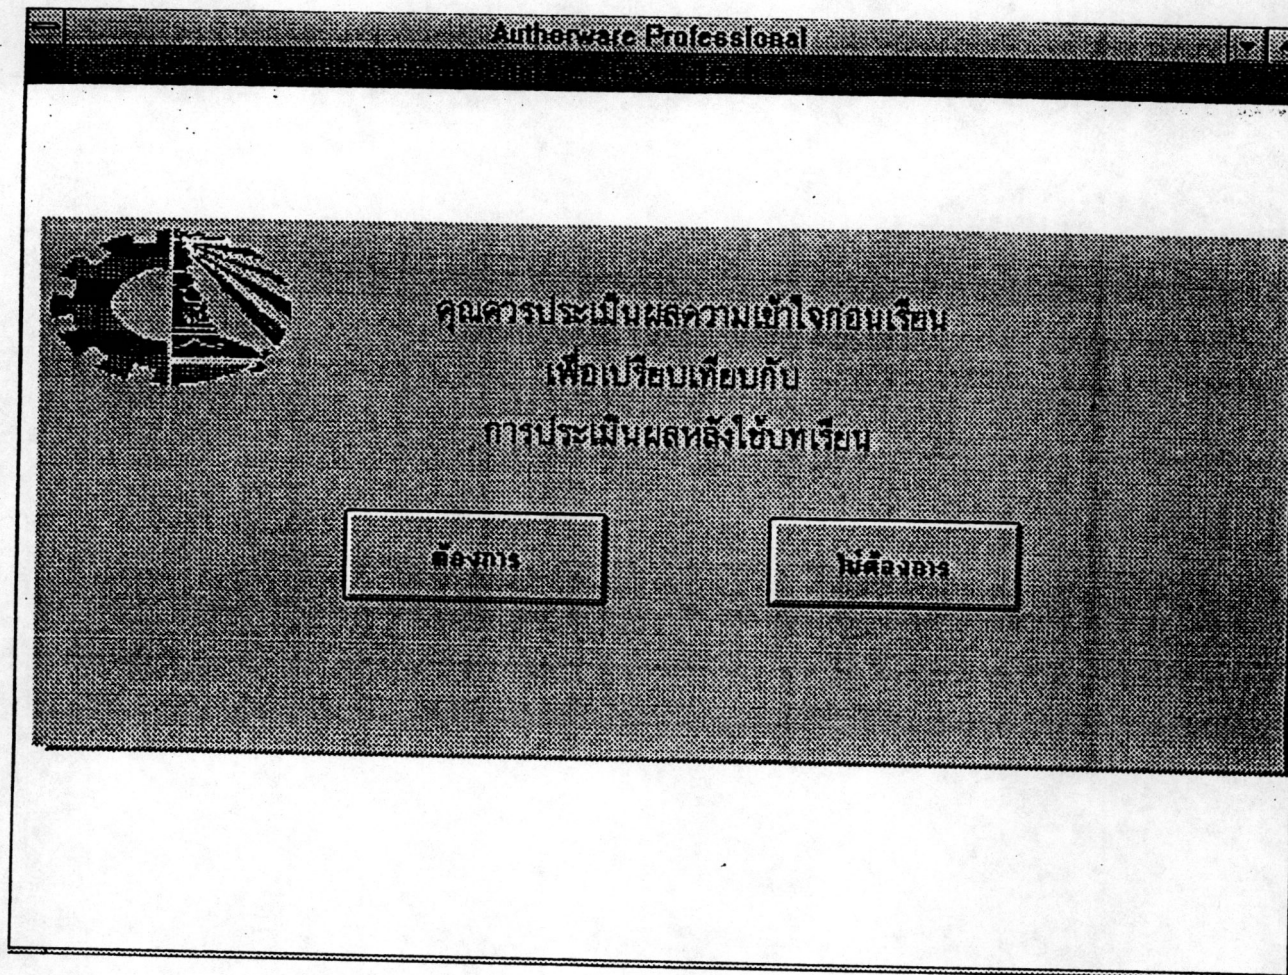 Authorware Professional
คุณควรประเมินผลความเข้าใจก่อนเรียน
เพื่อเปรียบเทียบกับ
การประเมินผลหลังใช้บทเรียน
ต้องการ
ไม่ต้องการ